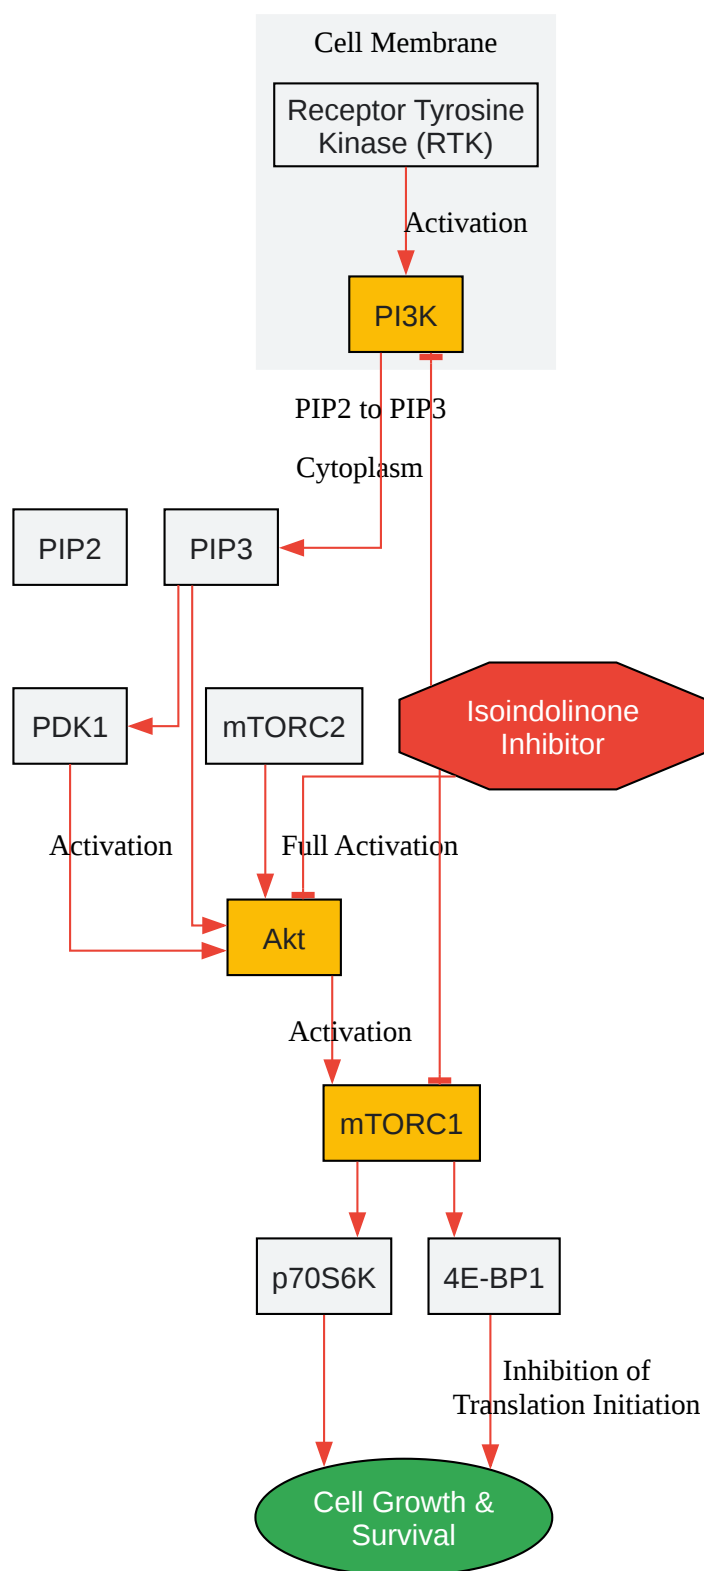 Cell Membrane
Receptor Tyrosine
Kinase (RTK)
Activation
PI3K
PIP2 to PIP3
Cytoplasm
PIP2
PIP3
PDK1
mTORC2
Isoindolinone
Inhibitor
Activation
Full Activation
Akt
Activation
mTORC1
p70S6K
4E-BP1
Inhibition of
Translation Initiation
Cell Growth &
Survival